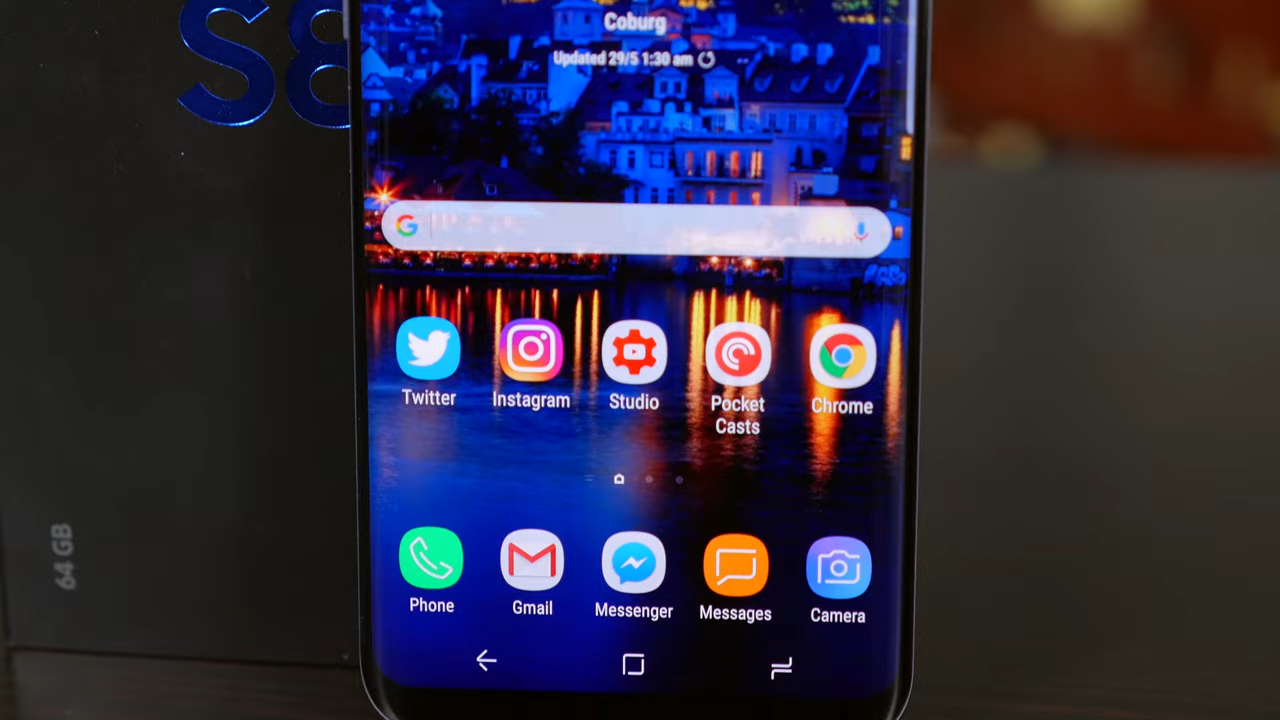 S8
Coburg
Updated 29/5 1:30 am
G
Twitter
Instagram
Studio
Pocket
Casts
Chrome
64 GB
Phone
Gmail
Messenger
Messages
Camera